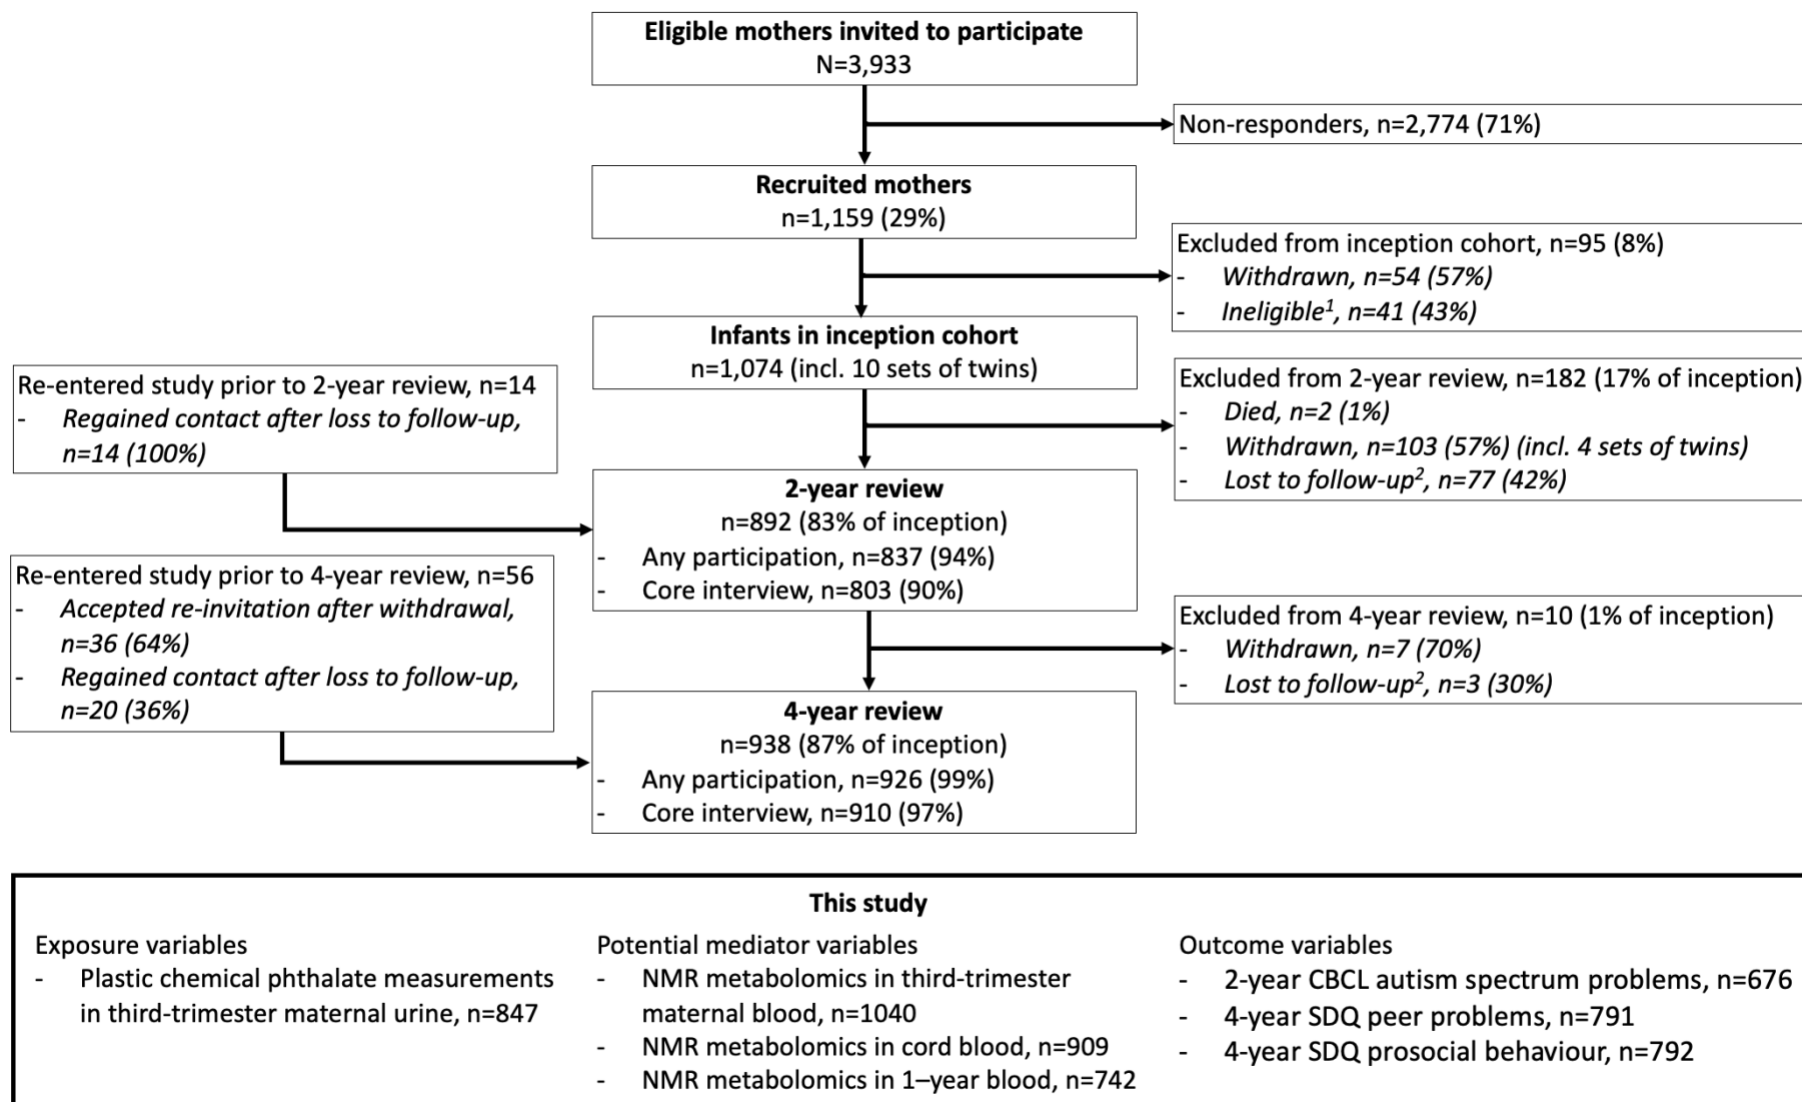 Eligible mothers invited to participate
N=3,933
Non-responders, n=2,774 (71%)
Recruited mothers
n=1,159 (29%)
Excluded from inception cohort, n=95 (8%)
- Withdrawn, n=54 (57%)
- Ineligible¹, n=41 (43%)
Infants in inception cohort
n=1,074 (incl. 10 sets of twins)
Re-entered study prior to 2-year review, n=14
- Regained contact after loss to follow-up,
n=14 (100%)
Excluded from 2-year review, n=182 (17% of inception)
- Died, n=2 (1%)
- Withdrawn, n=103 (57%) (incl. 4 sets of twins)
- Lost to follow-up², n=77 (42%)
2-year review
n=892 (83% of inception)
- Any participation, n=837 (94%)
- Core interview, n=803 (90%)
Re-entered study prior to 4-year review, n=56
- Accepted re-invitation after withdrawal,
n=36 (64%)
- Regained contact after loss to follow-up,
n=20 (36%)
Excluded from 4-year review, n=10 (1% of inception)
- Withdrawn, n=7 (70%)
- Lost to follow-up², n=3 (30%)
4-year review
n=938 (87% of inception)
- Any participation, n=926 (99%)
- Core interview, n=910 (97%)
This study
Exposure variables
- Plastic chemical phthalate measurements
in third-trimester maternal urine, n=847
Potential mediator variables
- NMR metabolomics in third-trimester
maternal blood, n=1040
- NMR metabolomics in cord blood, n=909
- NMR metabolomics in 1–year blood, n=742
Outcome variables
- 2-year CBCL autism spectrum problems, n=676
- 4-year SDQ peer problems, n=791
- 4-year SDQ prosocial behaviour, n=792